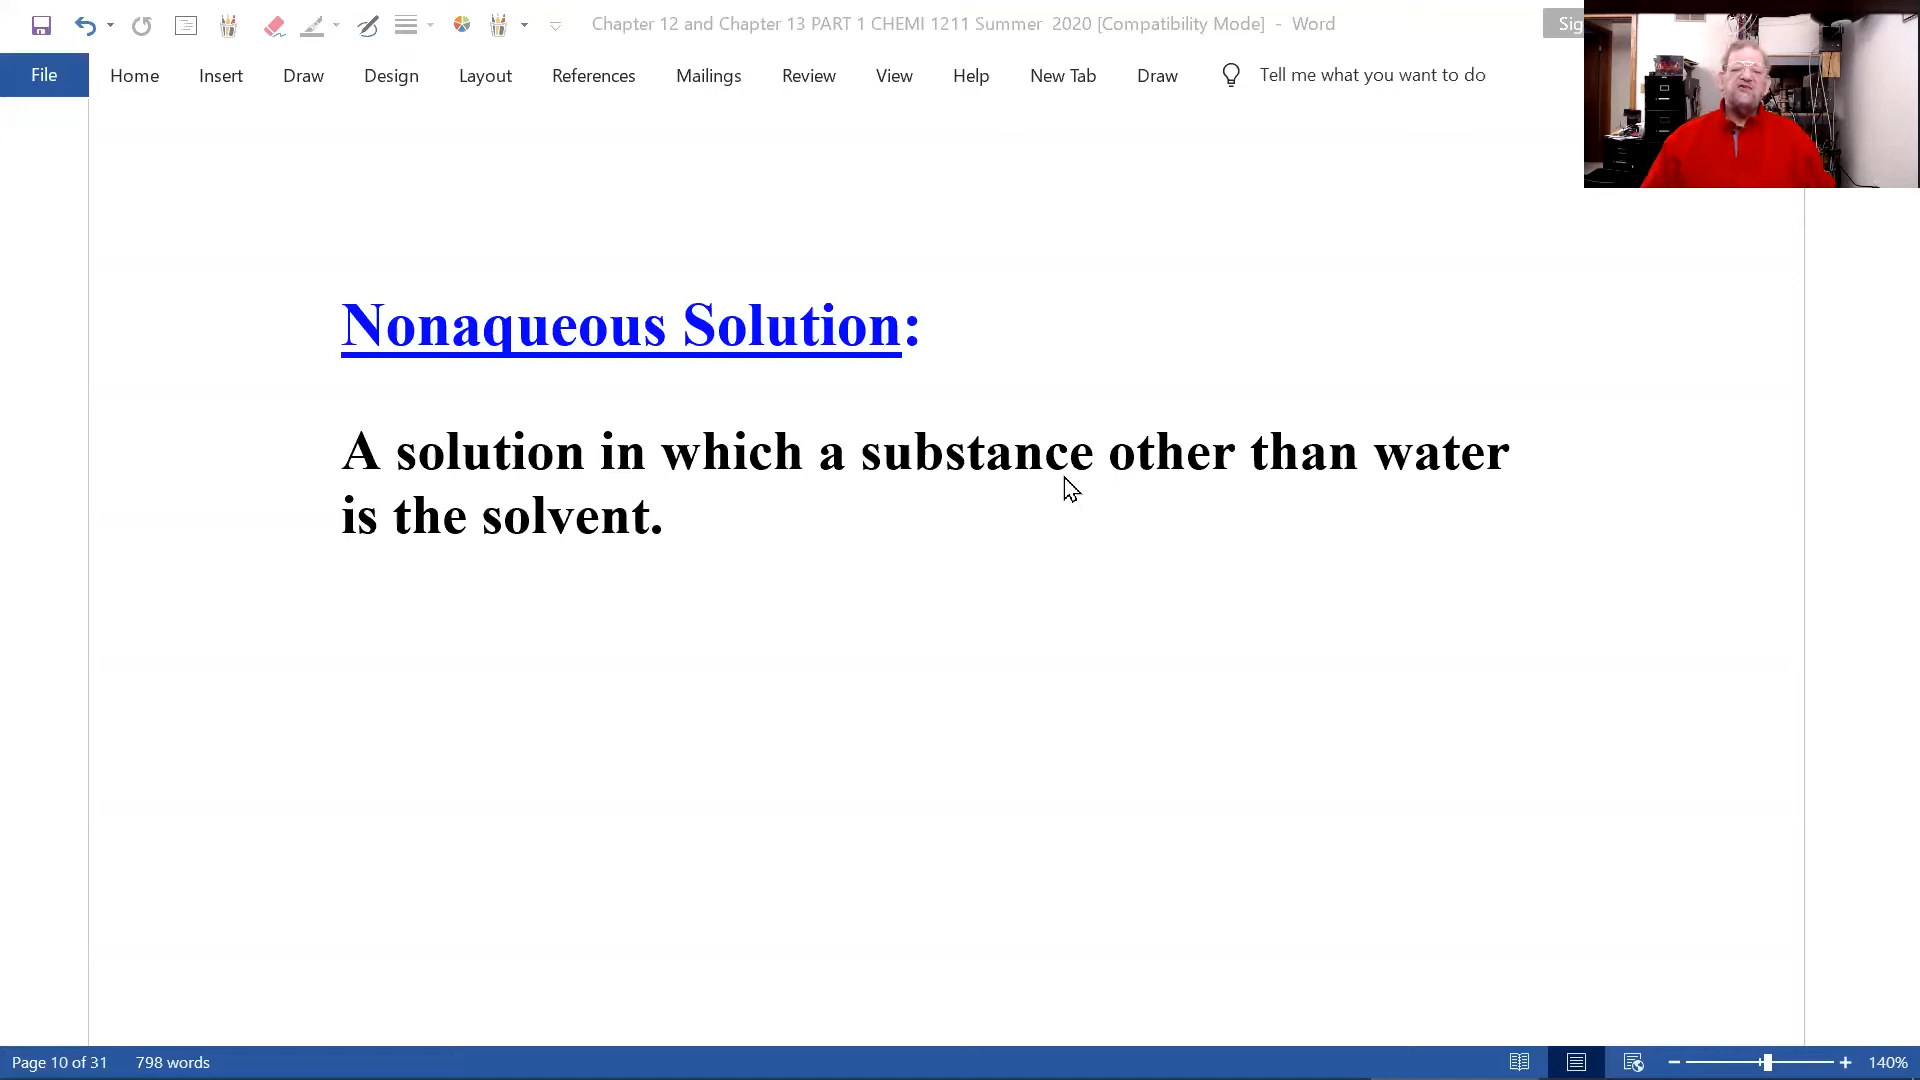 Chapter 12 and Chapter 13 PART 1 CHEMI 1211 Summer 2020 [Compatibility Mode] - Word
Sig
File Home Insert Draw Design Layout References Mailings Review View Help New Tab Draw Tell me what you want to do
Nonaqueous Solution:
A solution in which a substance other than water
is the solvent.
Page 10 of 31 798 words 140%